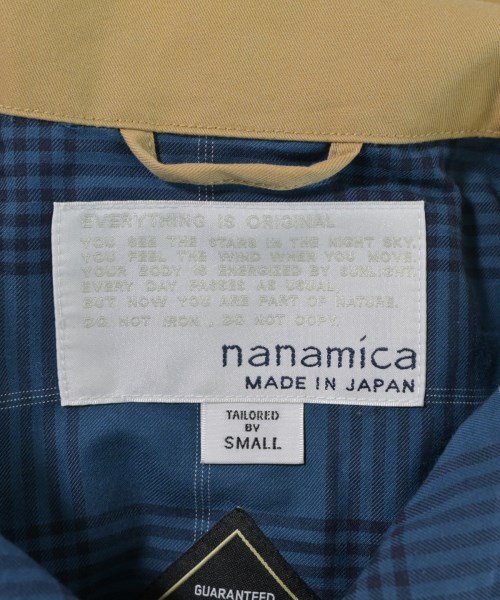 EVERYTHING IS ORIGINAL
YOU SEE THE STARS IN THE NIGHT SKY.
YOU FEEL THE WIND WHEN YOU MOVE.
YOUR BODY IS ENERGIZED BY SUNLIGHT.
EVERY DAY PASSES AS USUAL,
BUT NOW YOU ARE PART OF NATURE.
DO NOT IRON , DO NOT COPY.
nanamica
MADE IN JAPAN
TAILORED
BY
SMALL
GUARANTEED